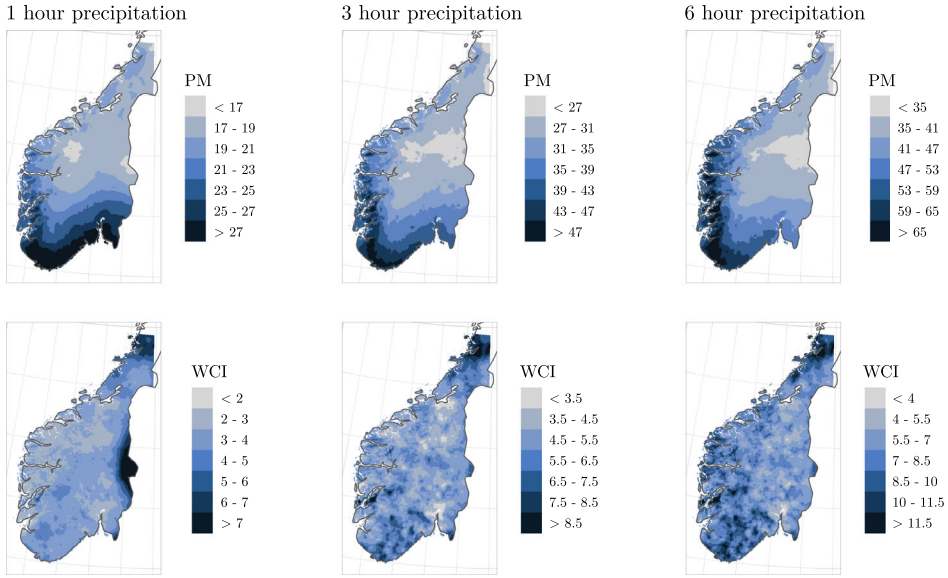 1 hour precipitation
3 hour precipitation
6 hour precipitation
PM
< 17
17 - 19
19 - 21
21 - 23
23 - 25
25 - 27
> 27
PM
< 27
27 - 31
31 - 35
35 - 39
39 - 43
43 - 47
> 47
PM
< 35
35 - 41
41 - 47
47 - 53
53 - 59
59 - 65
> 65
WCI
< 2
2 - 3
3 - 4
4 - 5
5 - 6
6 - 7
> 7
WCI
< 3.5
3.5 - 4.5
4.5 - 5.5
5.5 - 6.5
6.5 - 7.5
7.5 - 8.5
> 8.5
WCI
< 4
4 - 5.5
5.5 - 7
7 - 8.5
8.5 - 10
10 - 11.5
> 11.5